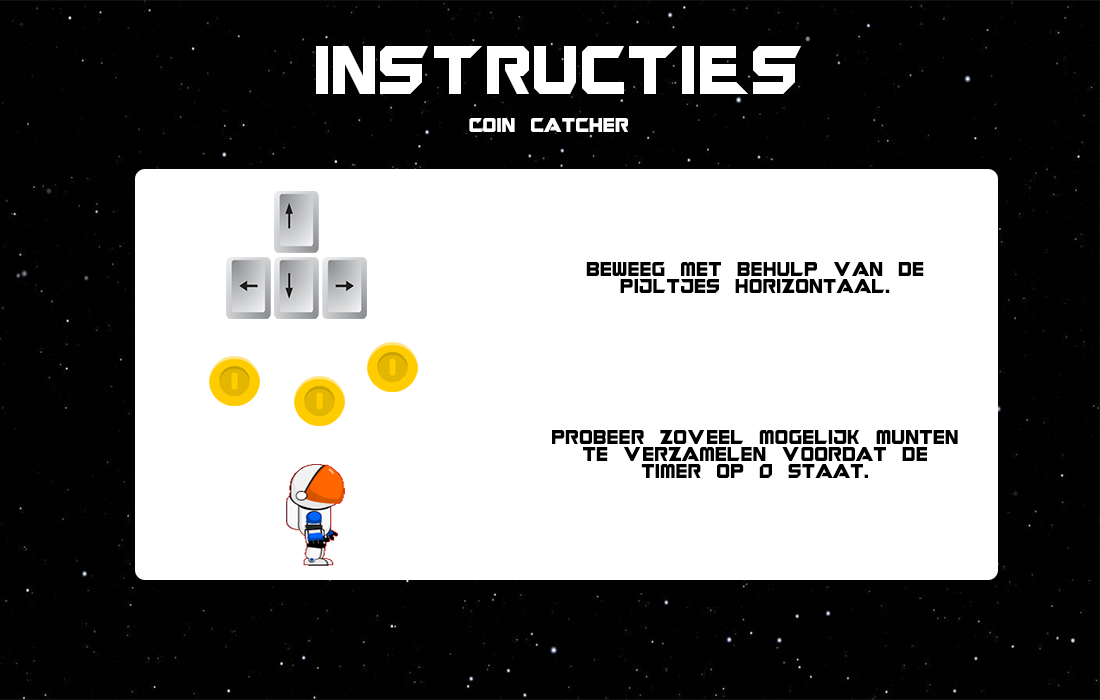 INSTRUCTIES
COIN CATCHER
BEWEEG MET BEHULP VAN DE
PIJLTJES HORIZONTAAL.
PROBEER ZOVEEL MOGELIJK MUNTEN
TE VERZAMELEN VOORDAT DE
TIMER OP 0 STAAT.